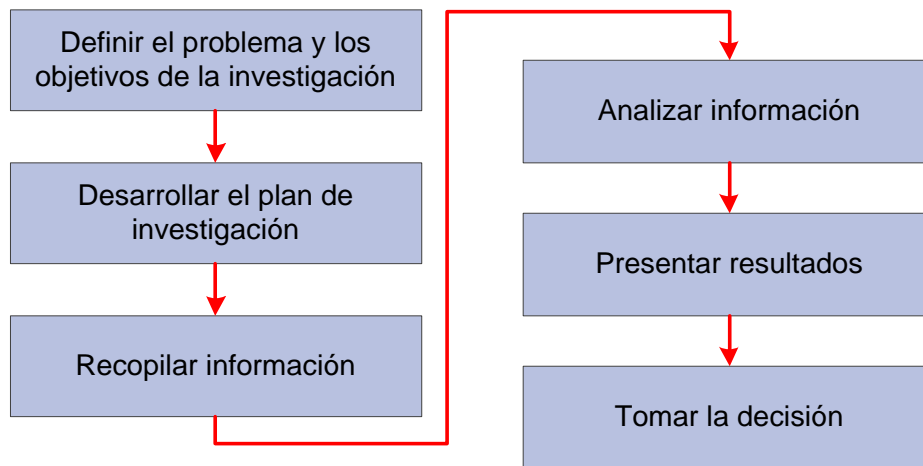 Definir el problema y los
objetivos de la investigación
Desarrollar el plan de
investigación
Recopilar información
Analizar información
Presentar resultados
Tomar la decisión